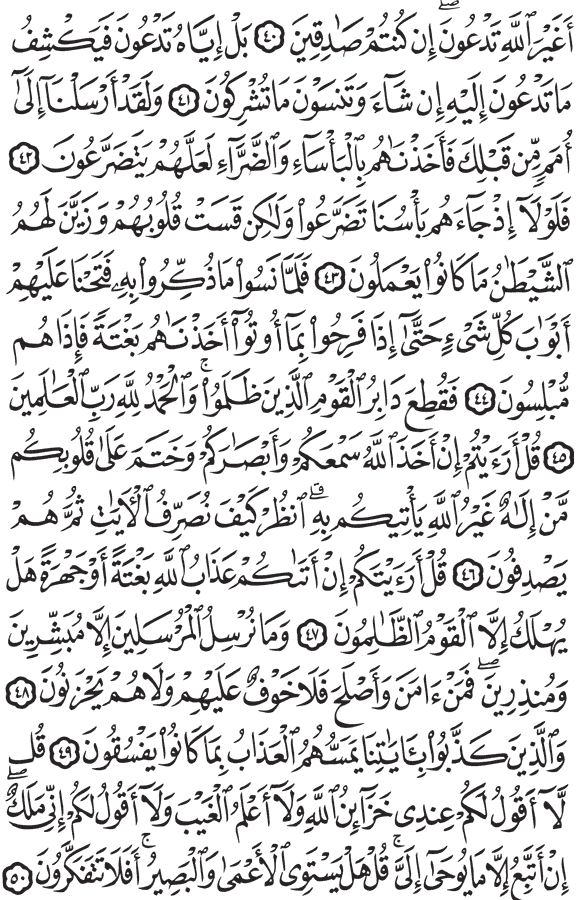 أَغَيْرَ ٱللَّهِ تَدْعُونَ إِن كُنتُمْ صَٰدِقِينَ ٤٠ بَلْ إِيَّاهُ تَدْعُونَ فَيَكْشِفُ
مَا تَدْعُونَ إِلَيْهِ إِن شَآءَ وَتَنسَوْنَ مَا تُشْرِكُونَ ٤١ وَلَقَدْ أَرْسَلْنَآ إِلَىٰٓ
أُمَمٍ مِّن قَبْلِكَ فَأَخَذْنَٰهُم بِٱلْبَأْسَآءِ وَٱلضَّرَّآءِ لَعَلَّهُمْ يَتَضَرَّعُونَ ٤٢
فَلَوْلَآ إِذْ جَآءَهُم بَأْسُنَا تَضَرَّعُوا۟ وَلَٰكِن قَسَتْ قُلُوبُهُمْ وَزَيَّنَ لَهُمُ
ٱلشَّيْطَٰنُ مَا كَانُوا۟ يَعْمَلُونَ ٤٣ فَلَمَّا نَسُوا۟ مَا ذُكِّرُوا۟ بِهِۦ فَتَحْنَا عَلَيْهِمْ
أَبْوَٰبَ كُلِّ شَىْءٍ حَتَّىٰٓ إِذَا فَرِحُوا۟ بِمَآ أُوتُوٓا۟ أَخَذْنَٰهُم بَغْتَةً فَإِذَا هُم
مُّبْلِسُونَ ٤٤ فَقُطِعَ دَابِرُ ٱلْقَوْمِ ٱلَّذِينَ ظَلَمُوا۟ ۚ وَٱلْحَمْدُ لِلَّهِ رَبِّ ٱلْعَٰلَمِينَ
٤٥ قُلْ أَرَءَيْتُمْ إِنْ أَخَذَ ٱللَّهُ سَمْعَكُمْ وَأَبْصَٰرَكُمْ وَخَتَمَ عَلَىٰ قُلُوبِكُم
مَّنْ إِلَٰهٌ غَيْرُ ٱللَّهِ يَأْتِيكُم بِهِ ۗ ٱنظُرْ كَيْفَ نُصَرِّفُ ٱلْءَايَٰتِ ثُمَّ هُمْ
يَصْدِفُونَ ٤٦ قُلْ أَرَءَيْتَكُمْ إِنْ أَتَىٰكُمْ عَذَابُ ٱللَّهِ بَغْتَةً أَوْ جَهْرَةً هَلْ
يُهْلَكُ إِلَّا ٱلْقَوْمُ ٱلظَّٰلِمُونَ ٤٧ وَمَا نُرْسِلُ ٱلْمُرْسَلِينَ إِلَّا مُبَشِّرِينَ
وَمُنذِرِينَ ۖ فَمَنْ ءَامَنَ وَأَصْلَحَ فَلَا خَوْفٌ عَلَيْهِمْ وَلَا هُمْ يَحْزَنُونَ ٤٨
وَٱلَّذِينَ كَذَّبُوا۟ بِـَٔايَٰتِنَا يَمَسُّهُمُ ٱلْعَذَابُ بِمَا كَانُوا۟ يَفْسُقُونَ ٤٩ قُل
لَّآ أَقُولُ لَكُمْ عِندِى خَزَآئِنُ ٱللَّهِ وَلَآ أَعْلَمُ ٱلْغَيْبَ وَلَآ أَقُولُ لَكُمْ إِنِّى مَلَكٌ ۖ
إِنْ أَتَّبِعُ إِلَّا مَا يُوحَىٰٓ إِلَىَّ ۚ قُلْ هَلْ يَسْتَوِى ٱلْأَعْمَىٰ وَٱلْبَصِيرُ ۚ أَفَلَا تَتَفَكَّرُونَ ٥٠